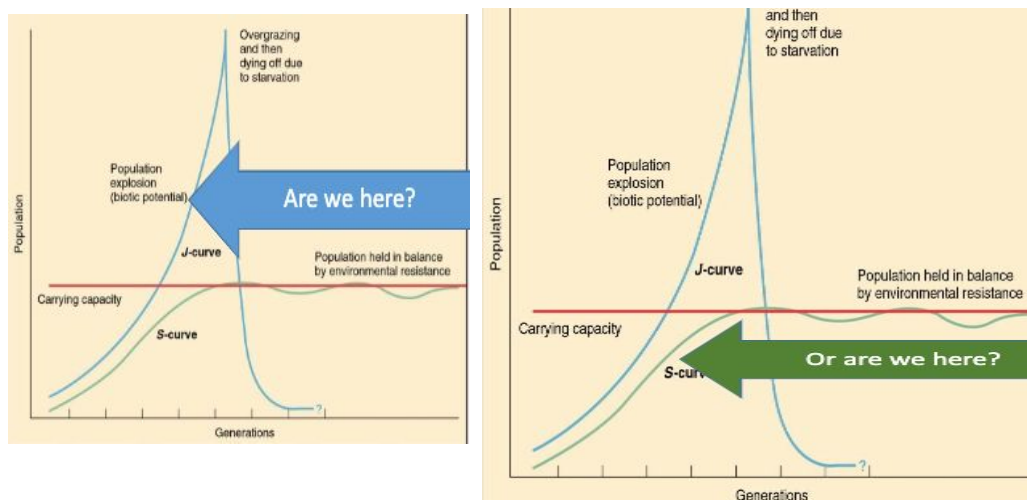 Overgrazing
and then
dying off due
to starvation
Population
explosion
(biotic potential)
Are we here?
J-curve
Population held in balance
by environmental resistance
Carrying capacity
S-curve
?
Population
Generations
and then
dying off due
to starvation
Population
explosion
(biotic potential)
J-curve
Population held in balance
by environmental resistance
Carrying capacity
Or are we here?
S-curv
?
Population
Generations